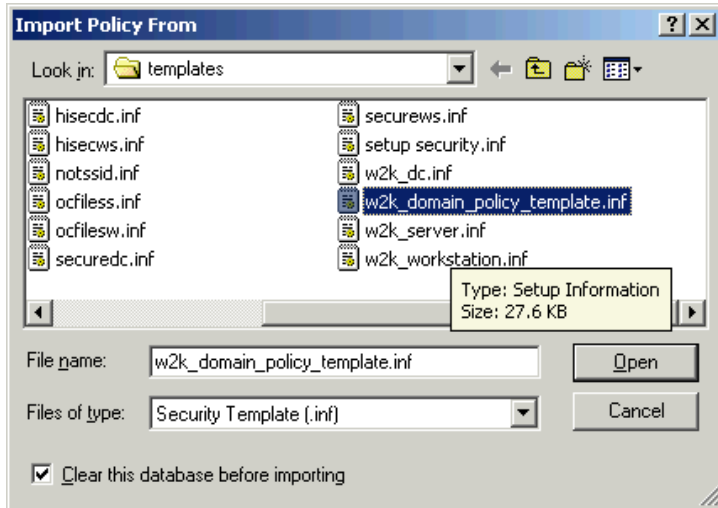 Import Policy From
Look in: templates
hisecdc.inf
hisecws.inf
notssid.inf
ocfiless.inf
ocfilesw.inf
securedc.inf
securews.inf
setup security.inf
w2k_dc.inf
w2k_domain_policy_template.inf
w2k_server.inf
w2k_workstation.inf
Type: Setup Information
Size: 27.6 KB
File name: w2k_domain_policy_template.inf Open
Files of type: Security Template (.inf) Cancel
Clear this database before importing